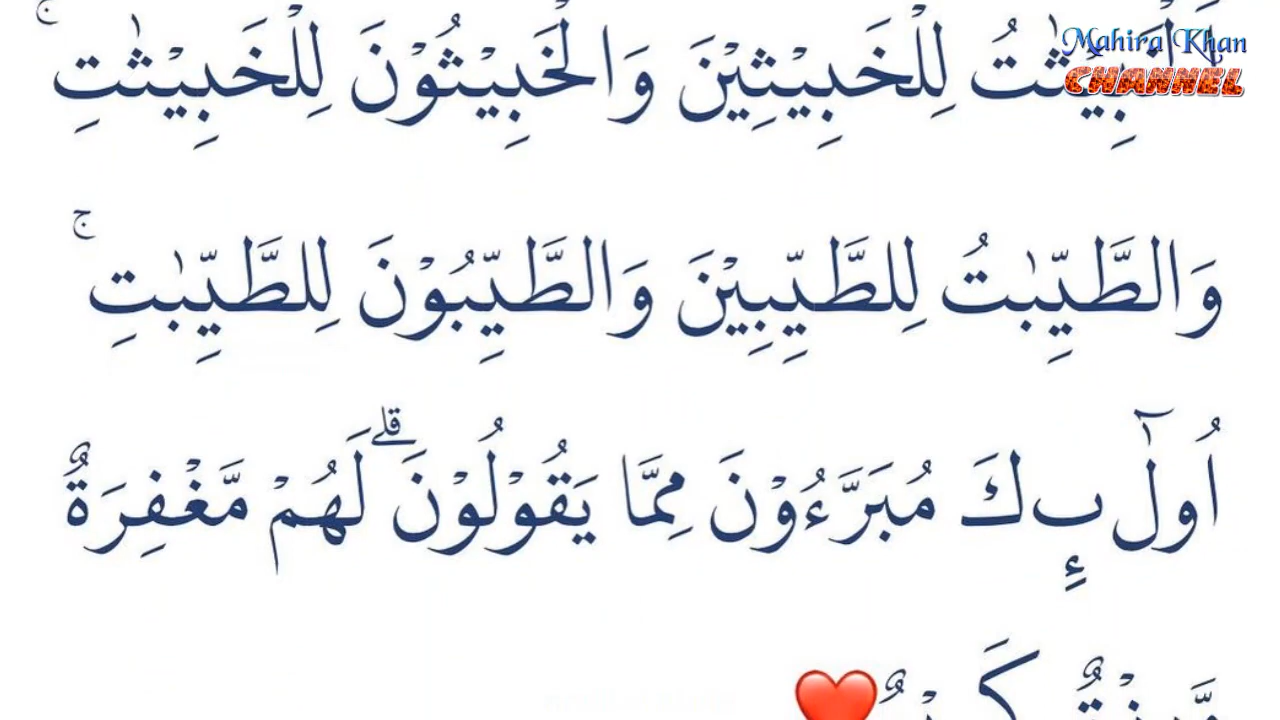 Mahira Khan
CHANNEL
اَلْخَبِيْثٰتُ لِلْخَبِيْثِيْنَ وَالْخَبِيْثُوْنَ لِلْخَبِيْثٰتِ ۚ
وَالطَّيِّبٰتُ لِلطَّيِّبِيْنَ وَالطَّيِّبُوْنَ لِلطَّيِّبٰتِ ۚ
اُولٰٓىِٕكَ مُبَرَّءُوْنَ مِمَّا يَقُوْلُوْنَ ۗ لَهُمْ مَّغْفِرَةٌ
وَّرِزْقٌ كَرِيْمٌ